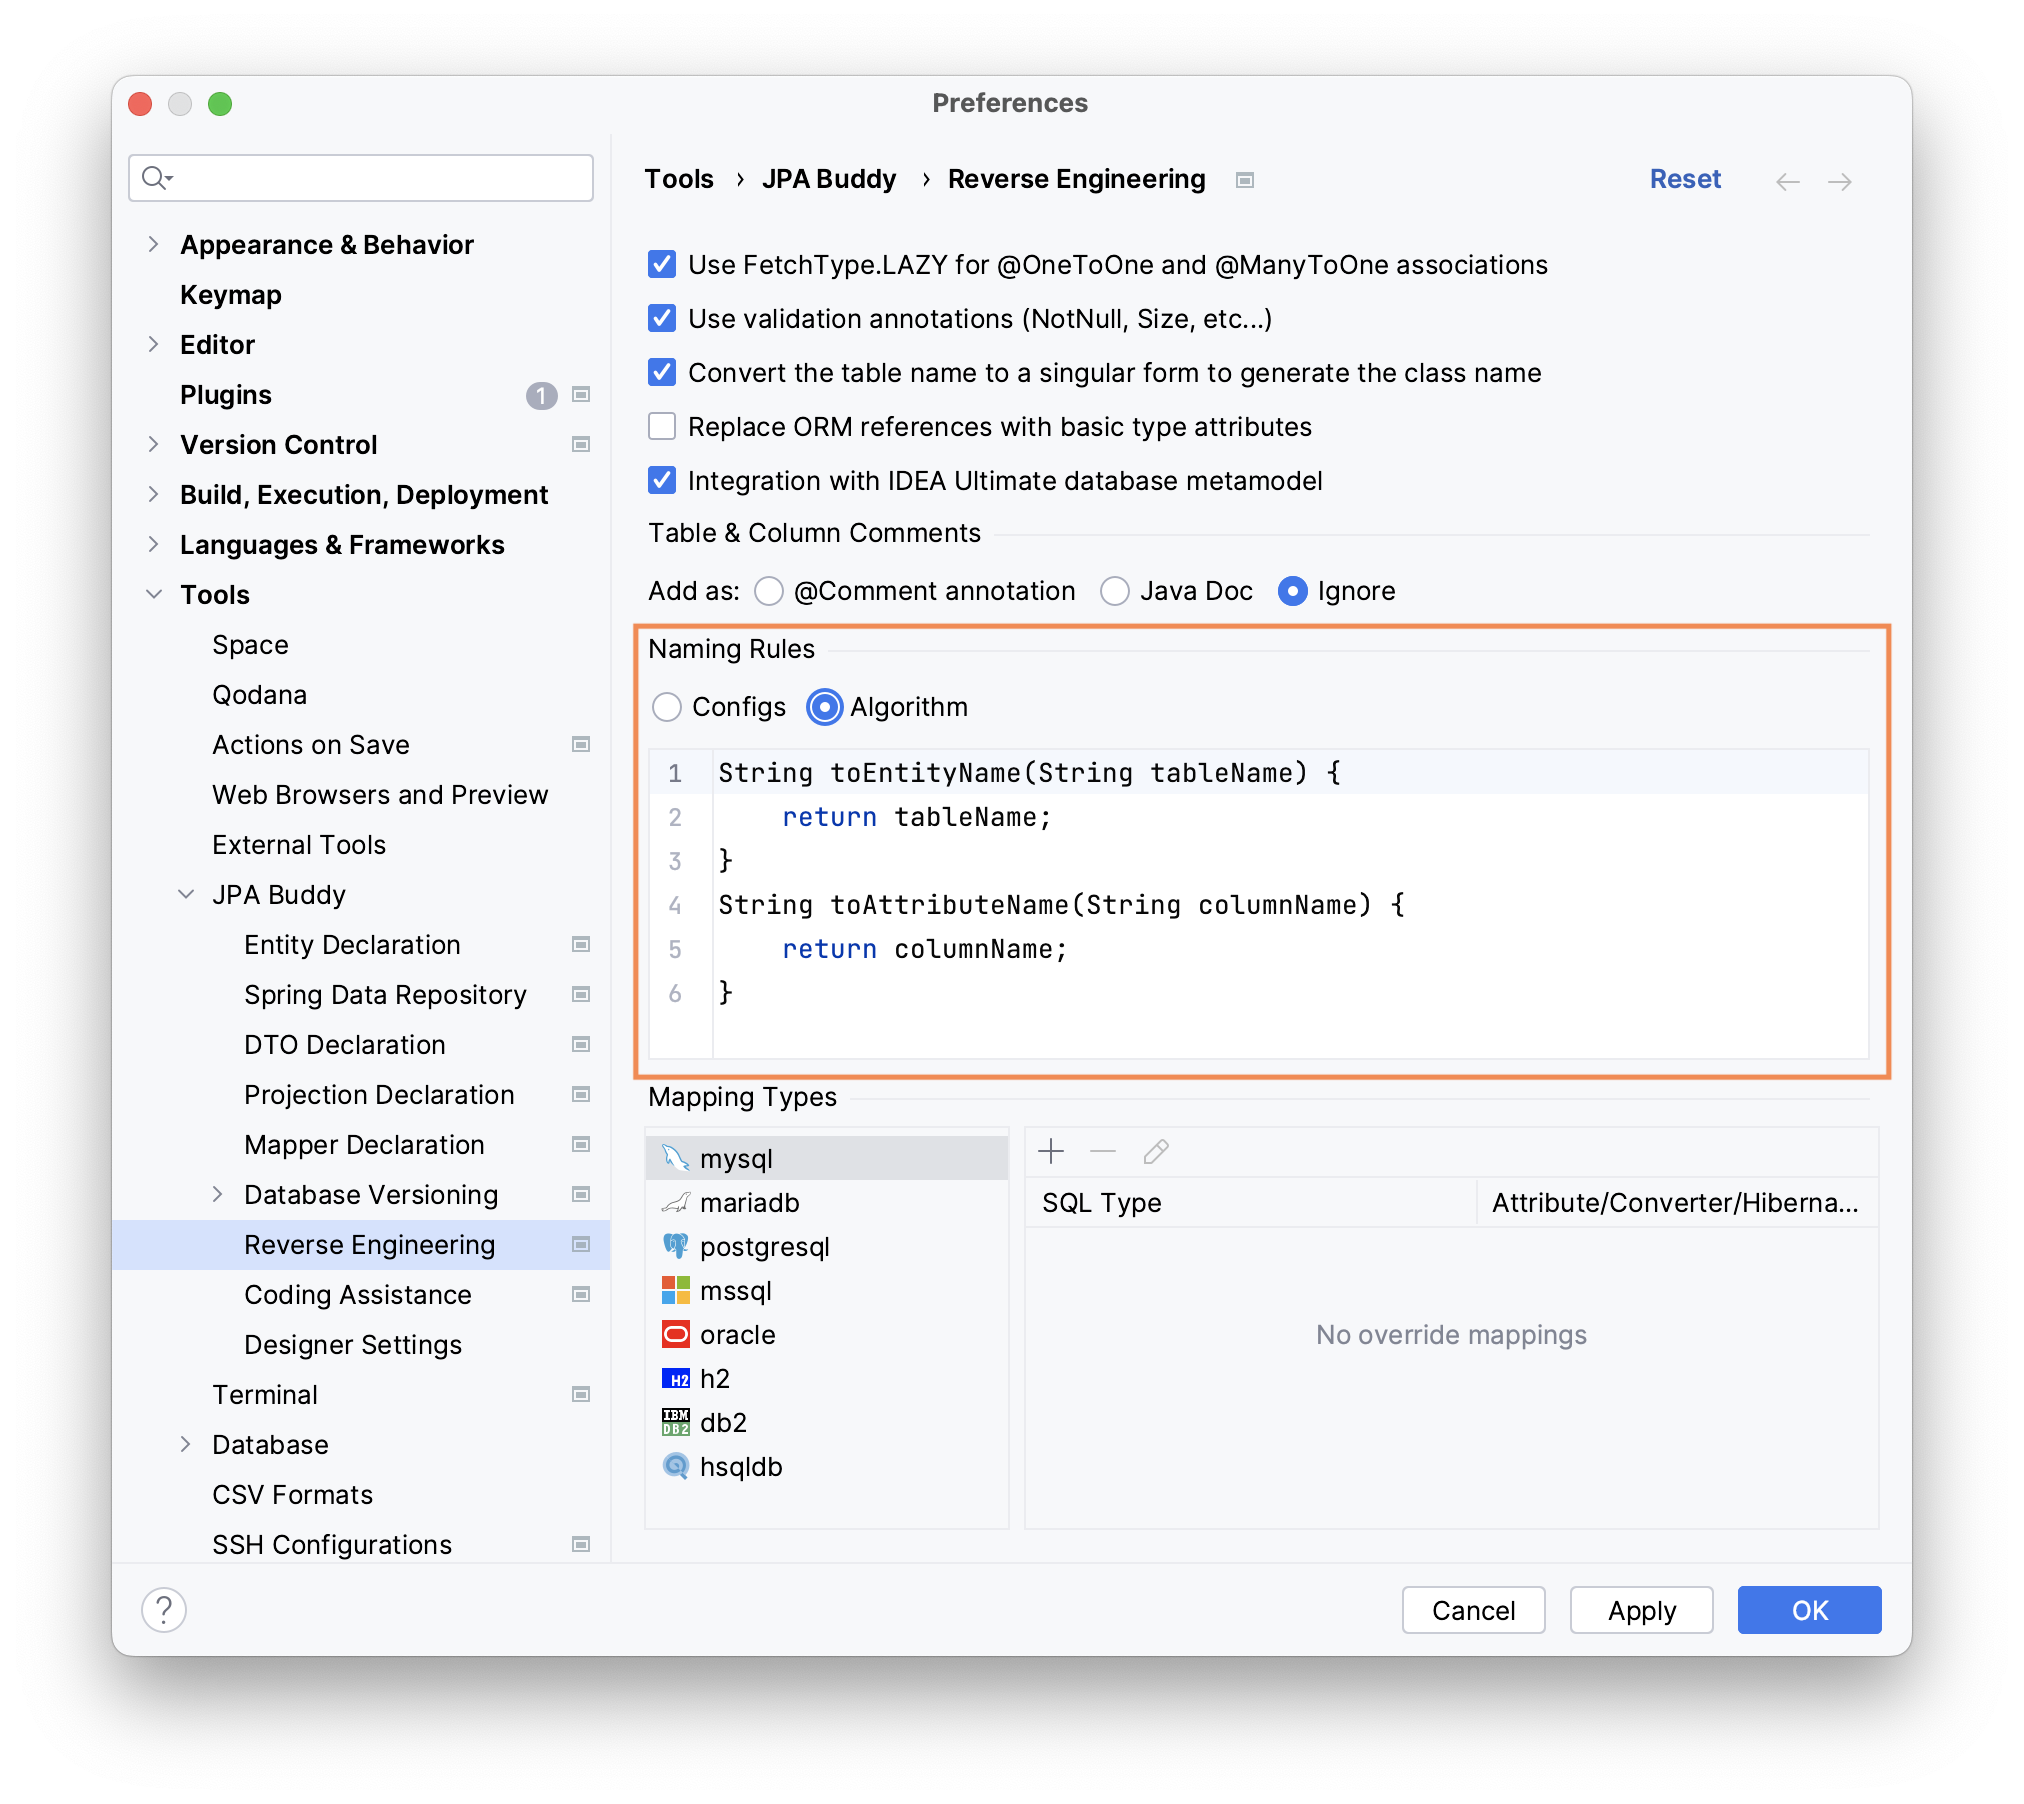 Preferences
Appearance & Behavior
Keymap
Editor
Plugins 1
Version Control
Build, Execution, Deployment
Languages & Frameworks
Tools
Space
Qodana
Actions on Save
Web Browsers and Preview
External Tools
JPA Buddy
Entity Declaration
Spring Data Repository
DTO Declaration
Projection Declaration
Mapper Declaration
Database Versioning
Reverse Engineering
Coding Assistance
Designer Settings
Terminal
Database
CSV Formats
SSH Configurations
Tools › JPA Buddy › Reverse Engineering
Reset
Use FetchType.LAZY for @OneToOne and @ManyToOne associations
Use validation annotations (NotNull, Size, etc...)
Convert the table name to a singular form to generate the class name
Replace ORM references with basic type attributes
Integration with IDEA Ultimate database metamodel
Table & Column Comments
Add as: @Comment annotation Java Doc Ignore
Naming Rules
Configs Algorithm
1 String toEntityName(String tableName) {
2 return tableName;
3 }
4 String toAttributeName(String columnName) {
5 return columnName;
6 }
Mapping Types
mysql
mariadb
postgresql
mssql
oracle
H2 h2
IBM DB2 db2
hsqldb
SQL Type Attribute/Converter/Hiberna...
No override mappings
?
Cancel Apply OK